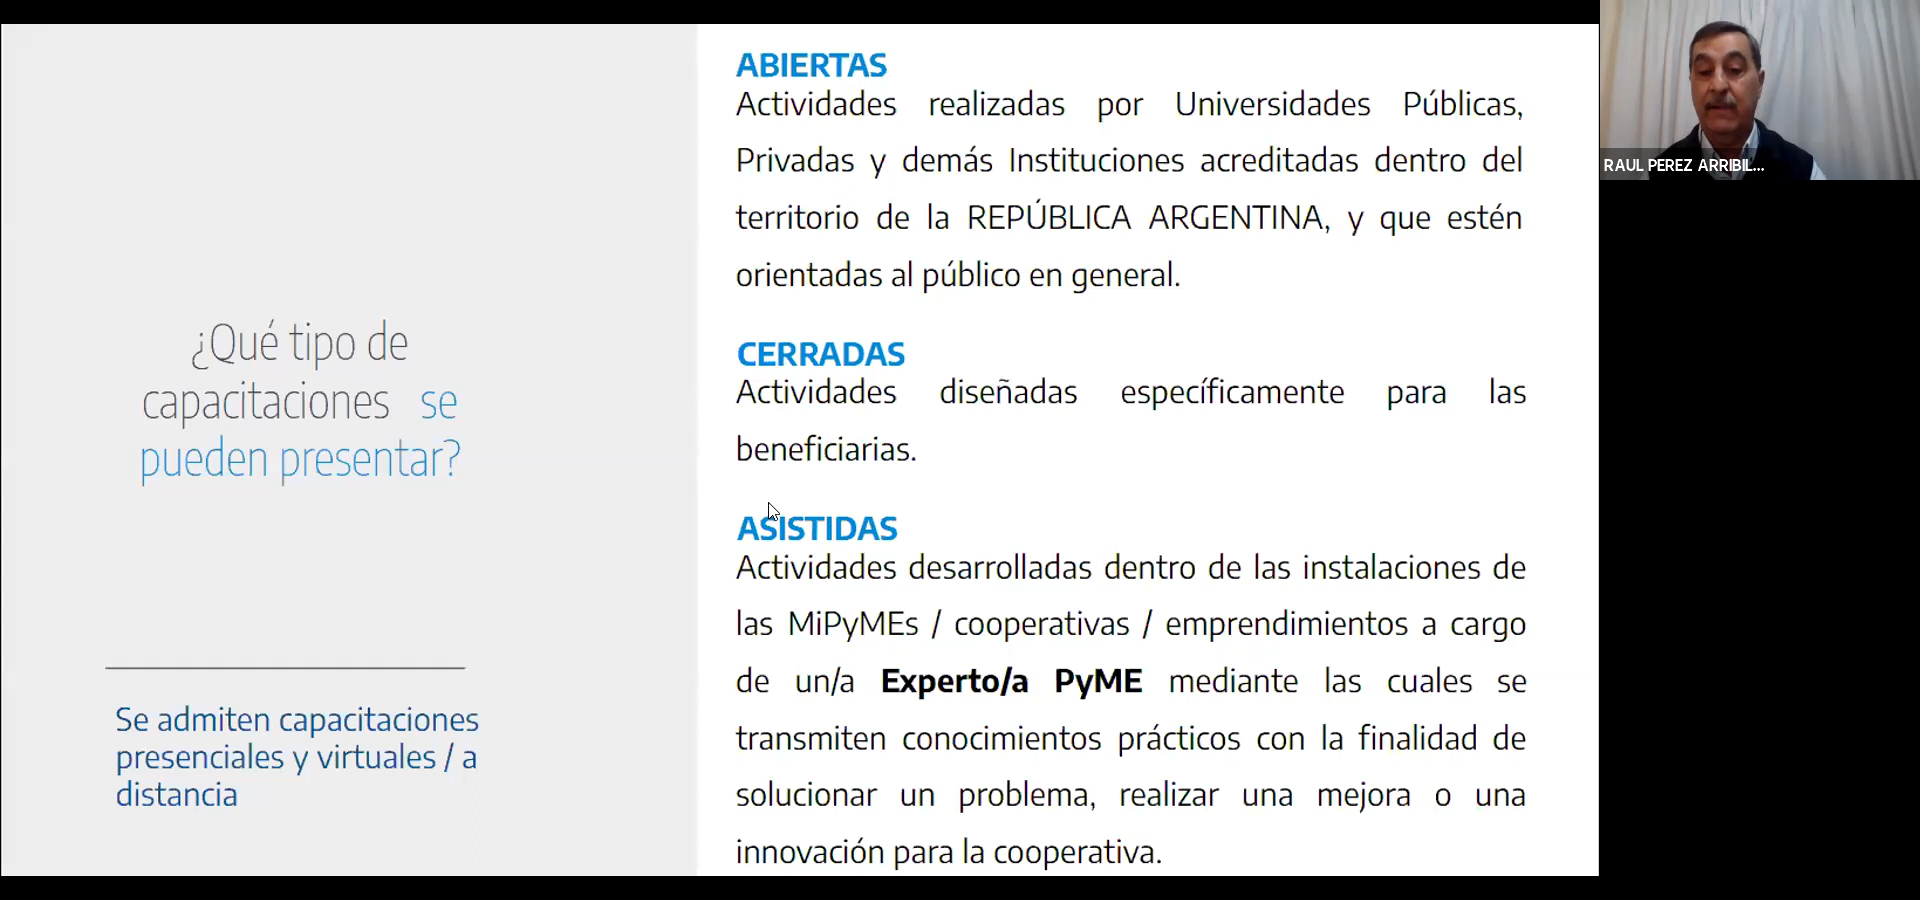 ¿Qué tipo de
capacitaciones se
pueden presentar?
Se admiten capacitaciones
presenciales y virtuales / a
distancia
ABIERTAS
Actividades realizadas por Universidades Públicas,
Privadas y demás Instituciones acreditadas dentro del
territorio de la REPÚBLICA ARGENTINA, y que estén
orientadas al público en general.
CERRADAS
Actividades diseñadas específicamente para las
beneficiarias.
ASISTIDAS
Actividades desarrolladas dentro de las instalaciones de
las MiPyMEs / cooperativas / emprendimientos a cargo
de un/a Experto/a PyME mediante las cuales se
transmiten conocimientos prácticos con la finalidad de
solucionar un problema, realizar una mejora o una
innovación para la cooperativa.
RAUL PEREZ ARRIBIL...